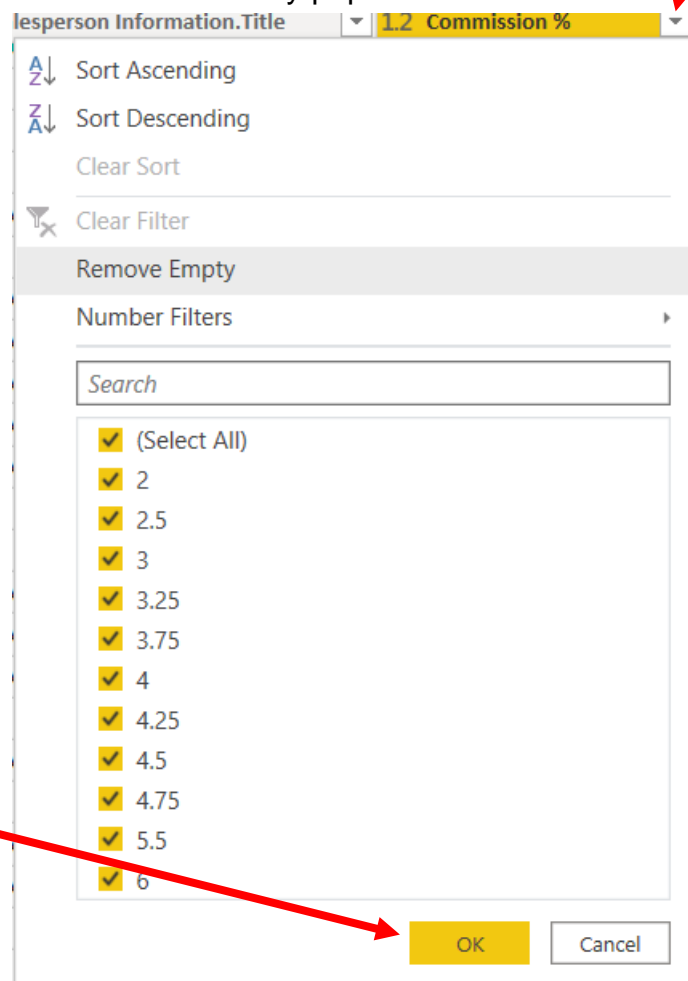 lesperson Information.Title 1.2 Commission %
Sort Ascending
Sort Descending
Clear Sort
Clear Filter
Remove Empty
Number Filters
Search
(Select All)
2
2.5
3
3.25
3.75
4
4.25
4.5
4.75
5.5
6
OK Cancel